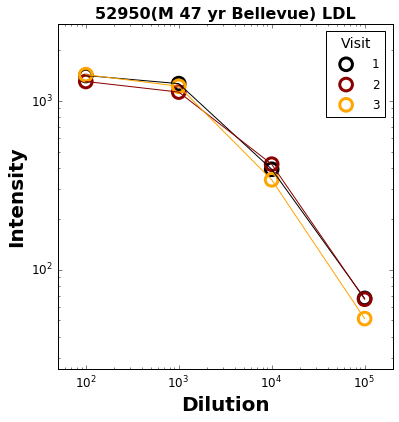 52950(M 47 yr Bellevue) LDL
Visit
1
2
3
Intensity
10³
10²
10² 10³ 10⁴ 10⁵
Dilution